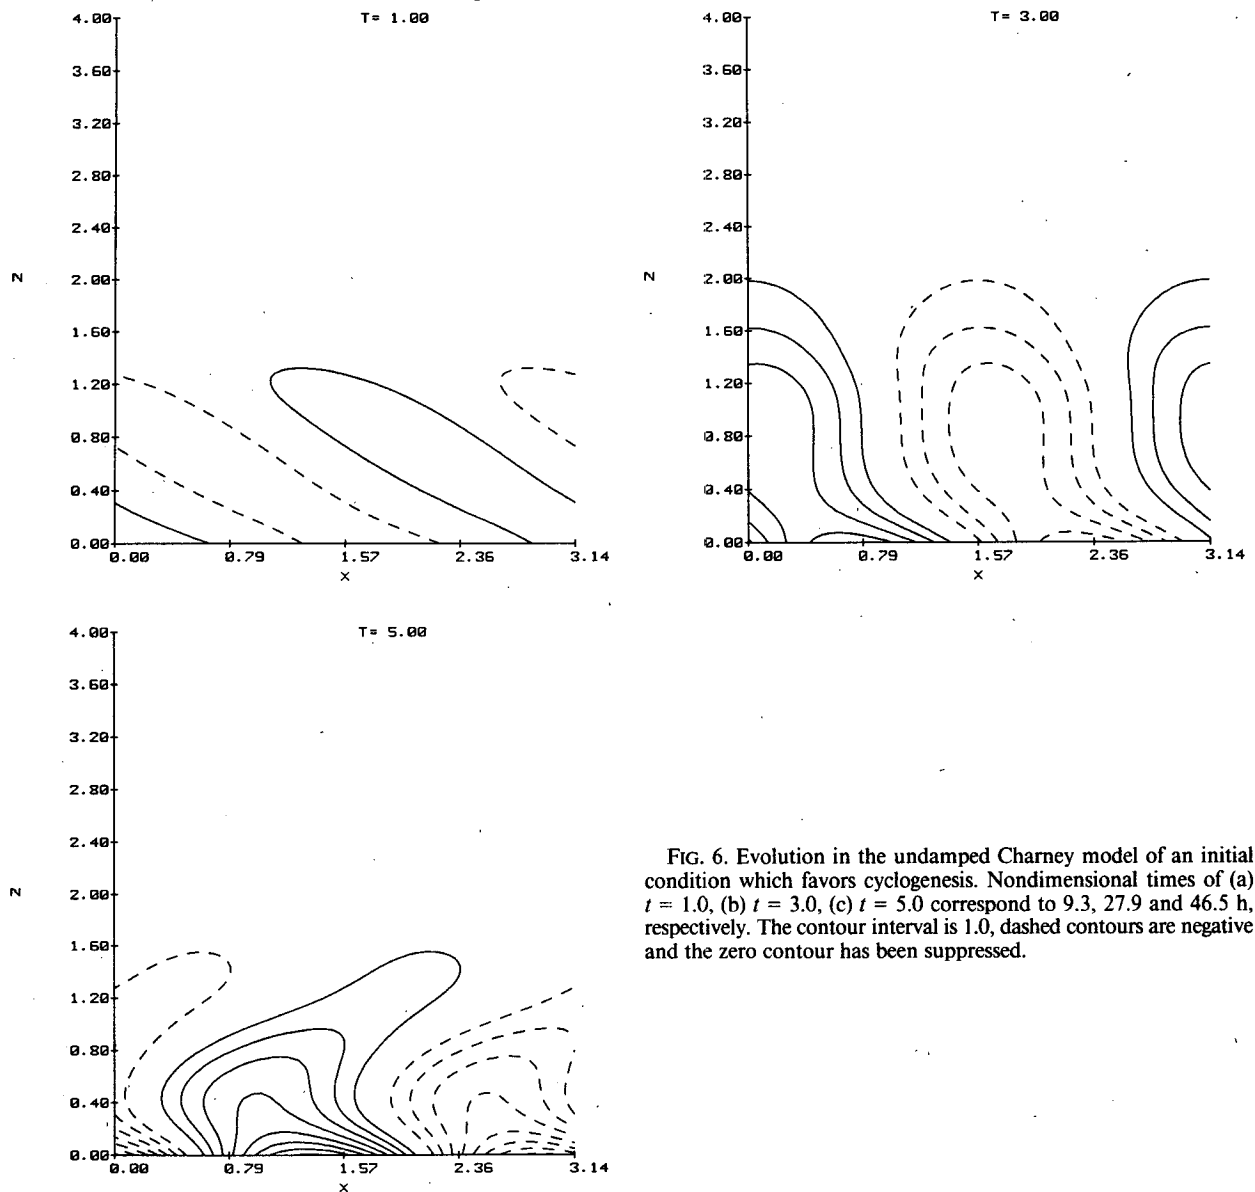 T= 1.00
4.00
3.60
3.20
2.80
2.40
2.00
1.60
1.20
0.80
0.40
0.00
Z
0.00 0.79 1.57 2.36 3.14
X
T= 3.00
4.00
3.60
3.20
2.80
2.40
2.00
1.60
1.20
0.80
0.40
0.00
Z
0.00 0.79 1.57 2.36 3.14
X
T= 5.00
4.00
3.60
3.20
2.80
2.40
2.00
1.60
1.20
0.80
0.40
0.00
Z
0.00 0.79 1.57 2.36 3.14
X
FIG. 6. Evolution in the undamped Charney model of an initial
condition which favors cyclogenesis. Nondimensional times of (a)
t = 1.0, (b) t = 3.0, (c) t = 5.0 correspond to 9.3, 27.9 and 46.5 h,
respectively. The contour interval is 1.0, dashed contours are negative
and the zero contour has been suppressed.